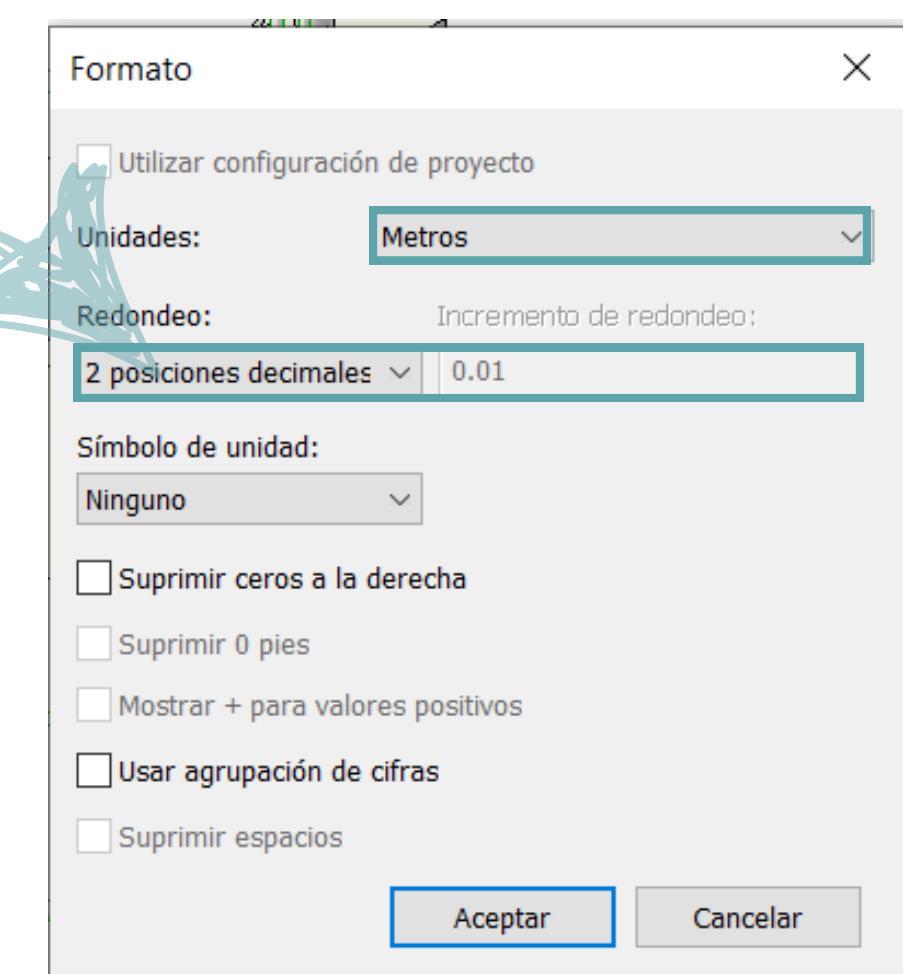 Formato
Utilizar configuración de proyecto
Unidades: Metros
Redondeo: Incremento de redondeo:
2 posiciones decimales 0.01
Símbolo de unidad:
Ninguno
Suprimir ceros a la derecha
Suprimir 0 pies
Mostrar + para valores positivos
Usar agrupación de cifras
Suprimir espacios
Aceptar Cancelar